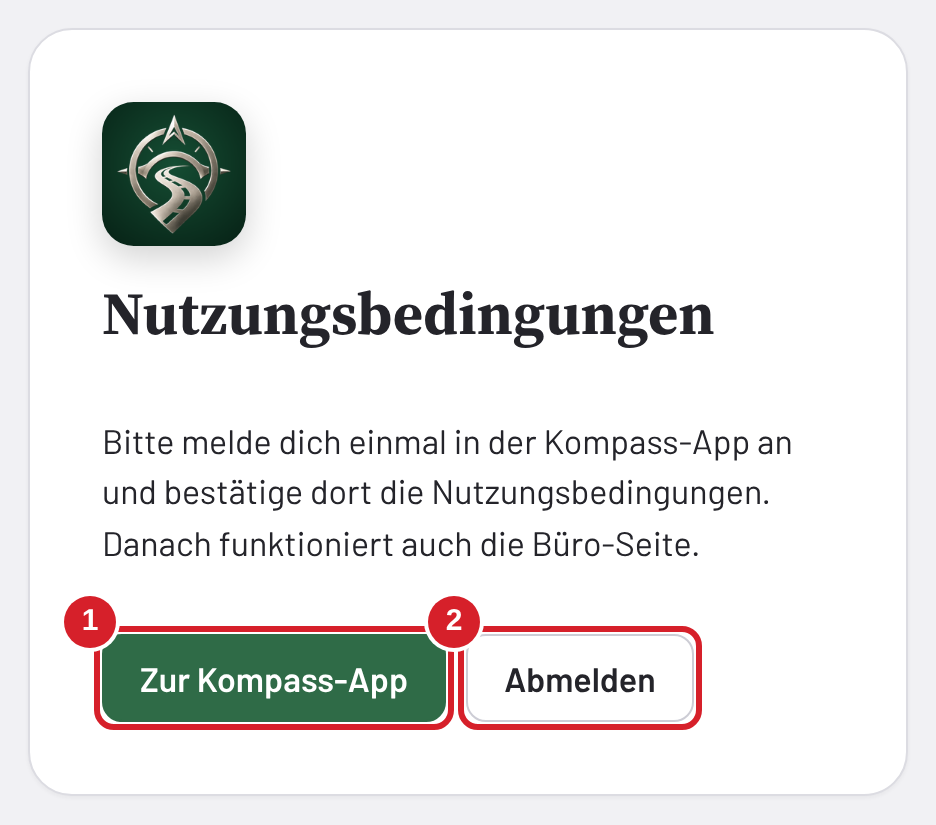 Nutzungsbedingungen
Bitte melde dich einmal in der Kompass-App an
und bestätige dort die Nutzungsbedingungen.
Danach funktioniert auch die Büro-Seite.
1
2
Zur Kompass-App
Abmelden